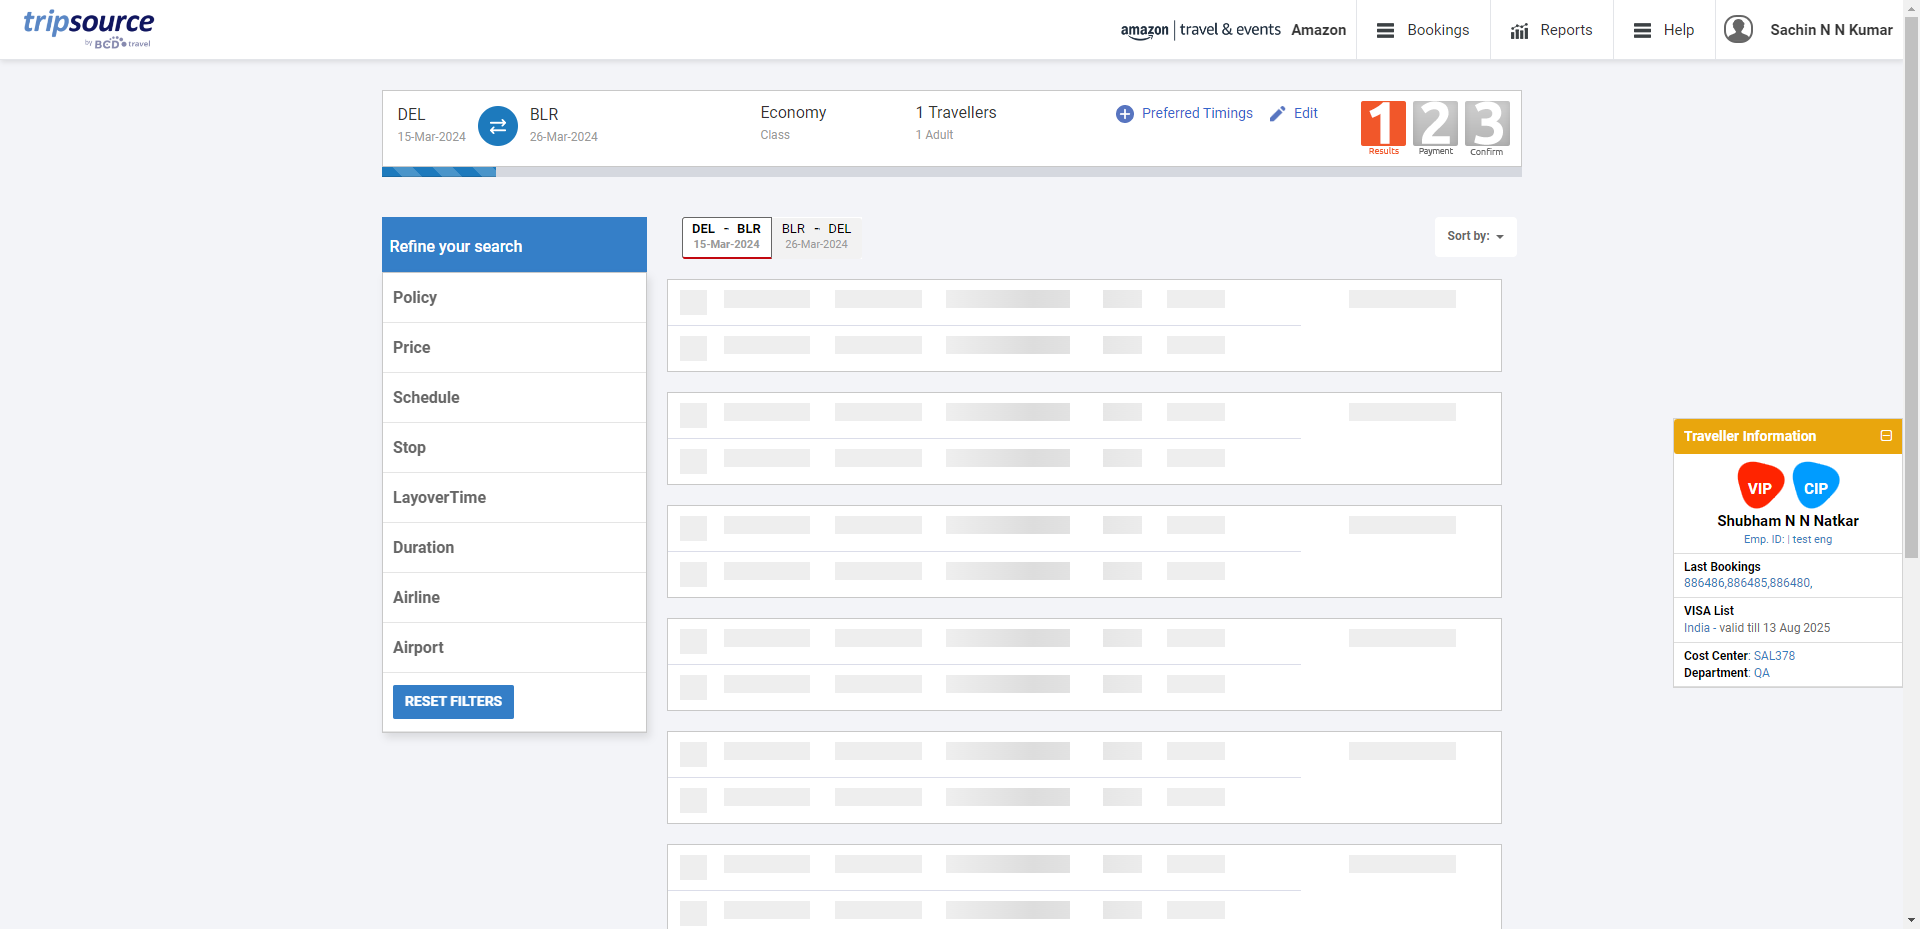 tripsource
by BCD travel
amazon travel & events Amazon
Bookings
Reports
Help
Sachin N N Kumar
DEL
15-Mar-2024
BLR
26-Mar-2024
Economy
Class
1 Travellers
1 Adult
Preferred Timings
Edit
1
Results
2
Payment
3
Confirm
Refine your search
Policy
Price
Schedule
Stop
LayoverTime
Duration
Airline
Airport
RESET FILTERS
DEL - BLR
15-Mar-2024
BLR - DEL
26-Mar-2024
Sort by:
Traveller Information
VIP
CIP
Shubham N N Natkar
Emp. ID: | test eng
Last Bookings
886486,886485,886480,
VISA List
India - valid till 13 Aug 2025
Cost Center: SAL378
Department: QA